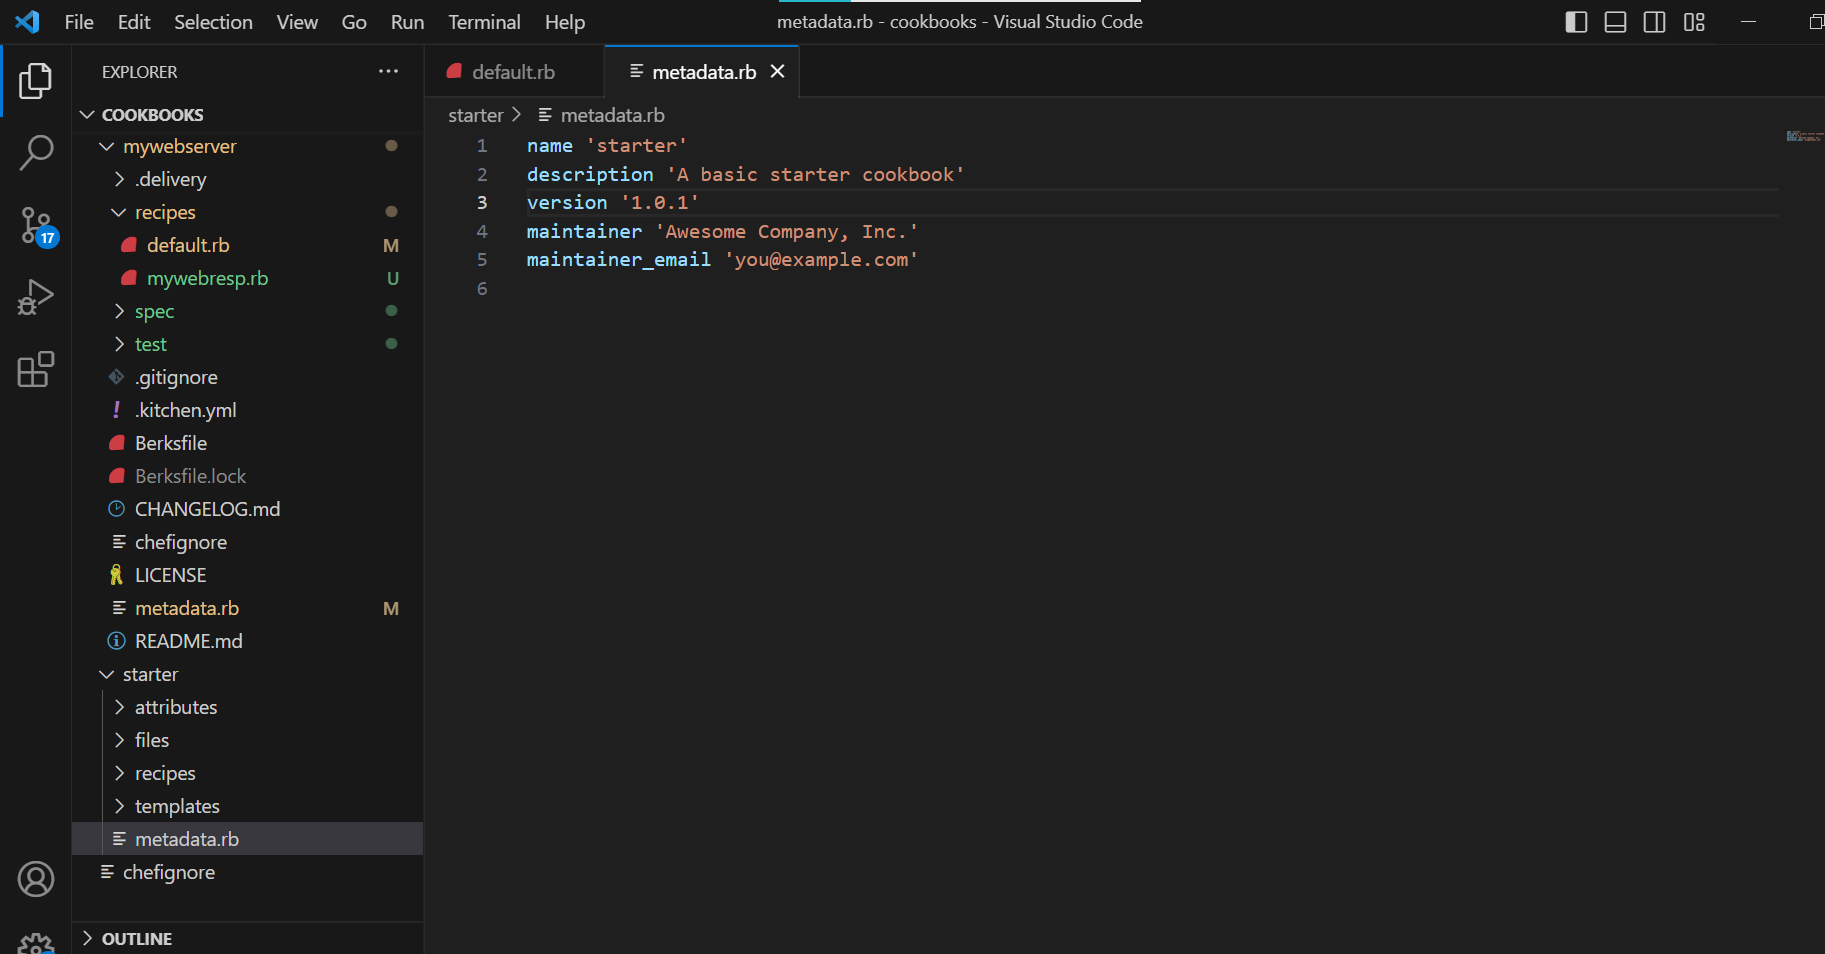 File Edit Selection View Go Run Terminal Help metadata.rb - cookbooks - Visual Studio Code
EXPLORER
COOKBOOKS
mywebserver
.delivery
recipes
default.rb M
mywebresp.rb U
spec
test
.gitignore
! .kitchen.yml
Berksfile
Berksfile.lock
CHANGELOG.md
chefignore
LICENSE
metadata.rb M
README.md
starter
attributes
files
recipes
templates
metadata.rb
chefignore
OUTLINE
17
default.rb metadata.rb
starter > metadata.rb
1 name 'starter'
2 description 'A basic starter cookbook'
3 version '1.0.1'
4 maintainer 'Awesome Company, Inc.'
5 maintainer_email 'you@example.com'
6